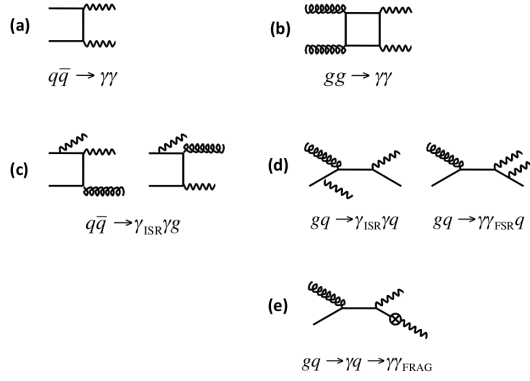 (a)
qq̅ → γγ
(b)
gg → γγ
(c)
qq̅ → γ_ISR γg
(d)
gq → γ_ISR γq
gq → γγ_FSR q
(e)
gq → γq → γγ_FRAG